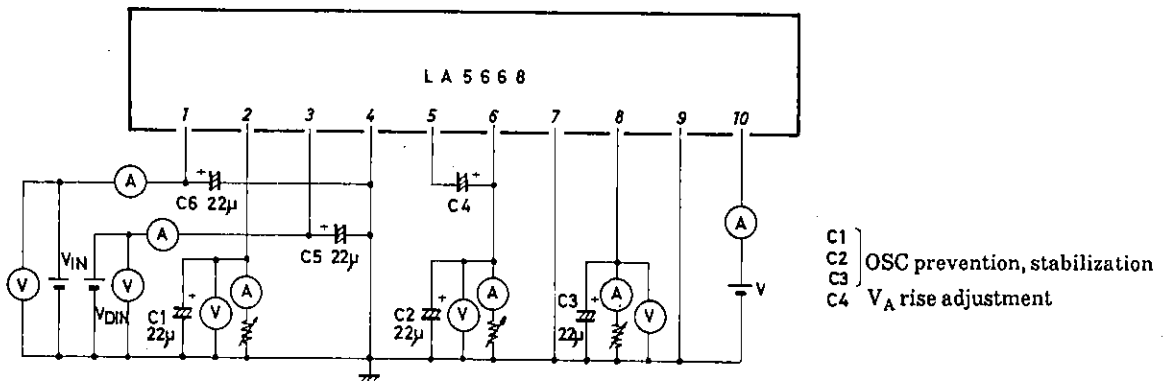 LA5668
1 2 3 4 5 6 7 8 9 10
A
C6 22μ
C4
A
A
C5 22μ
V
VIN
V
VDIN
C1
22μ
V
A
C2
22μ
V
A
C3
22μ
A
V
V
C1
C2 OSC prevention, stabilization
C3
C4 VA rise adjustment